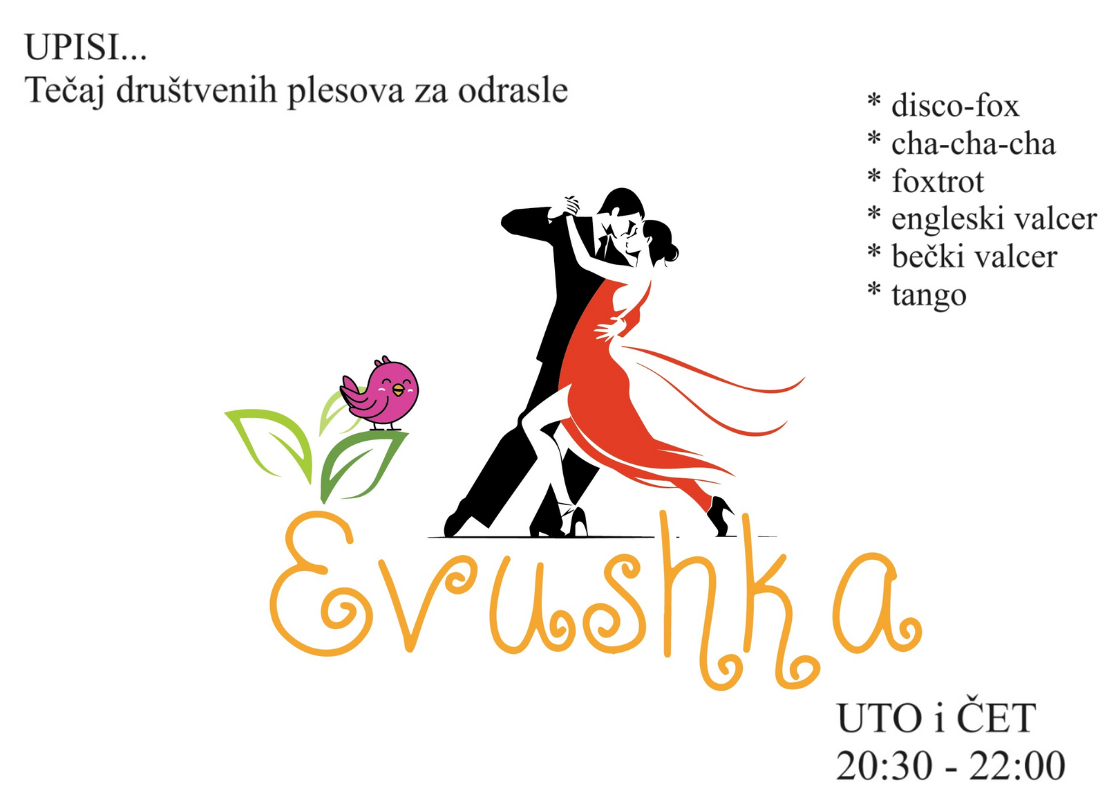 UPISI...
Tečaj društvenih plesova za odrasle
* disco-fox
* cha-cha-cha
* foxtrot
* engleski valcer
* bečki valcer
* tango
Evushka
UTO i ČET
20:30 - 22:00